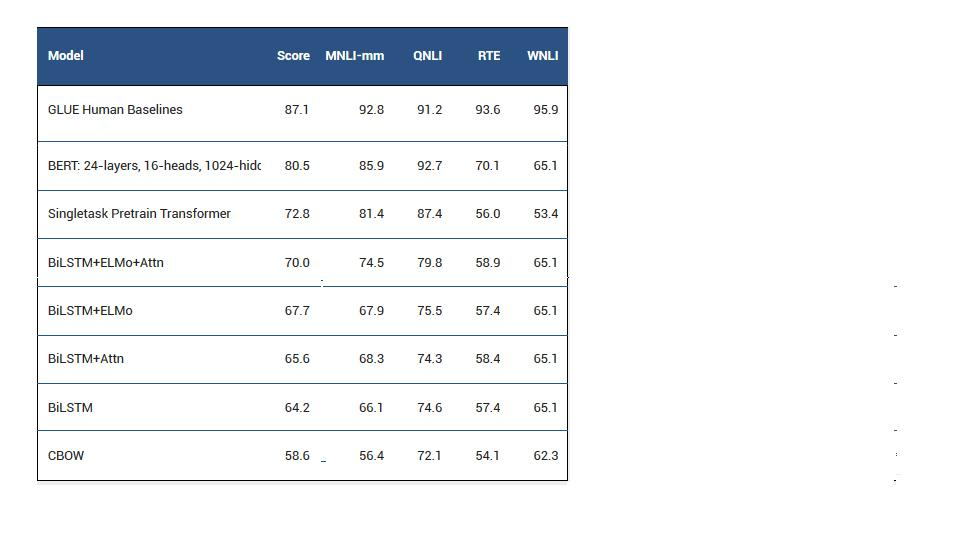 Model Score MNLI-mm QNLI RTE WNLI
GLUE Human Baselines 87.1 92.8 91.2 93.6 95.9
BERT: 24-layers, 16-heads, 1024-hidd 80.5 85.9 92.7 70.1 65.1
Singletask Pretrain Transformer 72.8 81.4 87.4 56.0 53.4
BiLSTM+ELMo+Attn 70.0 74.5 79.8 58.9 65.1
BiLSTM+ELMo 67.7 67.9 75.5 57.4 65.1
BiLSTM+Attn 65.6 68.3 74.3 58.4 65.1
BiLSTM 64.2 66.1 74.6 57.4 65.1
CBOW 58.6 56.4 72.1 54.1 62.3